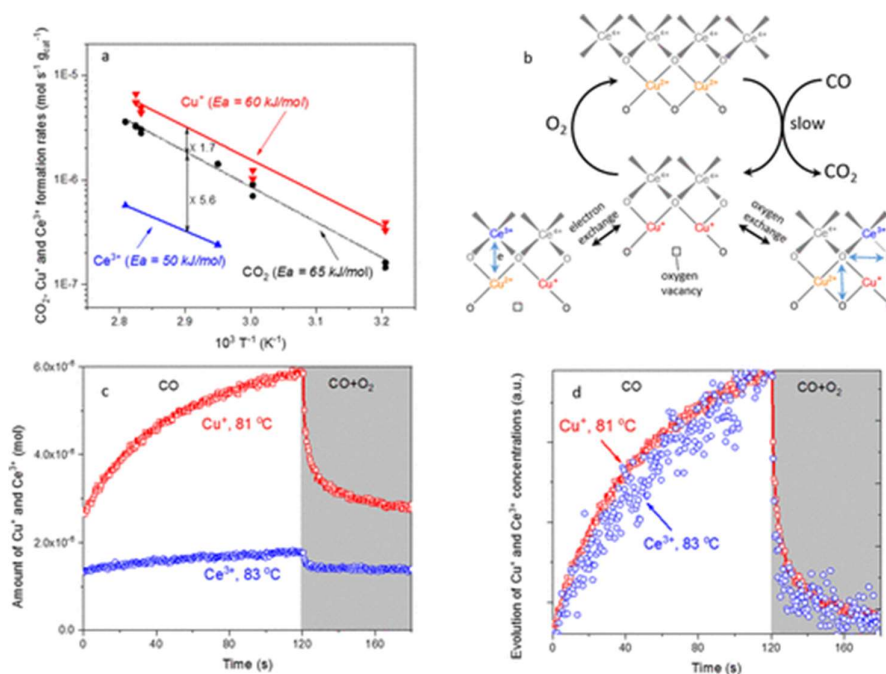 a
CO₂, Cu⁺ and Ce³⁺ formation rates (mol s⁻¹ g_cat⁻¹)
1E-5
1E-6
1E-7
Cu⁺ (Ea = 60 kJ/mol)
X 1.7
X 5.6
Ce³⁺ (Ea = 50 kJ/mol)
CO₂ (Ea = 65 kJ/mol)
2.8 2.9 3.0 3.1 3.2
10³ T⁻¹ (K⁻¹)
b
Ce⁴⁺ Ce⁴⁺ Ce⁴⁺ Ce⁴⁺
O O O
Cu²⁺ Cu²⁺
O O O
O₂
CO
slow
CO₂
Ce⁴⁺ Ce⁴⁺
O O O
Cu⁺ Cu⁺
O O
electron exchange
oxygen exchange
oxygen vacancy
Ce³⁺ Ce⁴⁺
e
O O O
Cu²⁺ Cu⁺
O O
Ce⁴⁺ Ce³⁺
O O
Cu²⁺ Cu⁺
O O O
c
Amount of Cu⁺ and Ce³⁺ (mol)
6.0x10⁻⁶
4.0x10⁻⁶
2.0x10⁻⁶
0.0
CO
CO+O₂
Cu⁺, 81 °C
Ce³⁺, 83 °C
0 40 80 120 160
Time (s)
d
Evolution of Cu⁺ and Ce³⁺ concentrations (a.u.)
CO
CO+O₂
Cu⁺, 81 °C
Ce³⁺, 83 °C
0 40 80 120 160
Time (s)